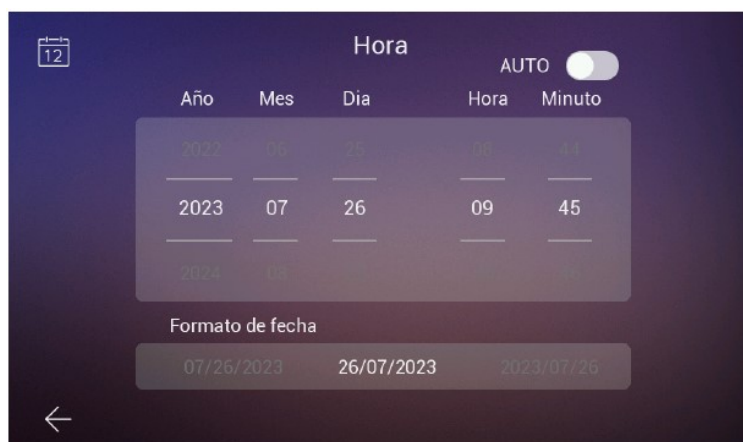 12
Hora
AUTO
Año Mes Dia Hora Minuto
2022 06 25 08 44
2023 07 26 09 45
2024 08
Formato de fecha
07/26/2023 26/07/2023 2023/07/26